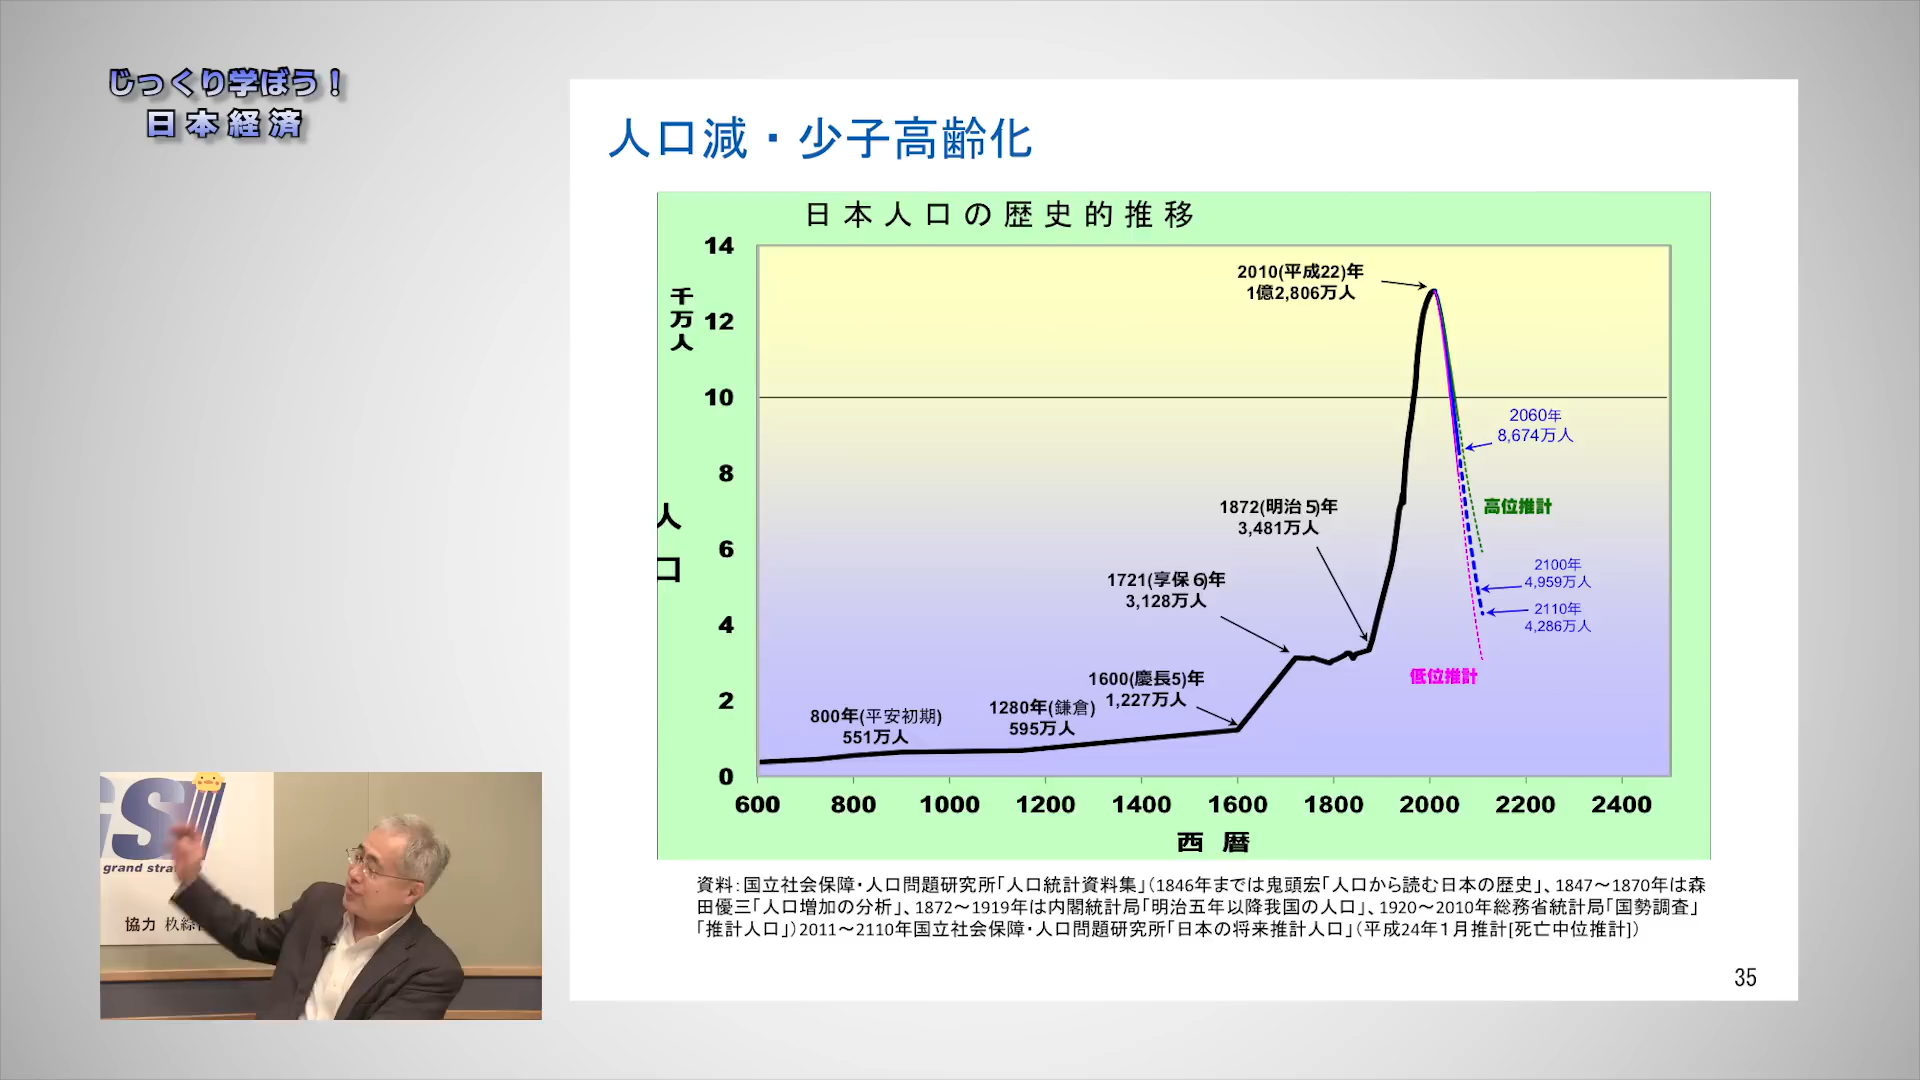 じっくり学ぼう！
日本経済
人口減・少子高齢化
日本人口の歴史的推移
千万人
人口
14
12
10
8
6
4
2
0
2010(平成22)年
1億2,806万人
2060年
8,674万人
高位推計
1872(明治5)年
3,481万人
2100年
4,959万人
1721(享保6)年
3,128万人
2110年
4,286万人
低位推計
1600(慶長5)年
1,227万人
1280年(鎌倉)
595万人
800年(平安初期)
551万人
600 800 1000 1200 1400 1600 1800 2000 2200 2400
西暦
資料：国立社会保障・人口問題研究所「人口統計資料集」（1846年までは鬼頭宏「人口から読む日本の歴史」、1847～1870年は森
田優三「人口増加の分析」、1872～1919年は内閣統計局「明治五年以降我国の人口」、1920～2010年総務省統計局「国勢調査」
「推計人口」）2011～2110年国立社会保障・人口問題研究所「日本の将来推計人口」（平成24年１月推計[死亡中位推計]）
35
GS
grand stra
協力